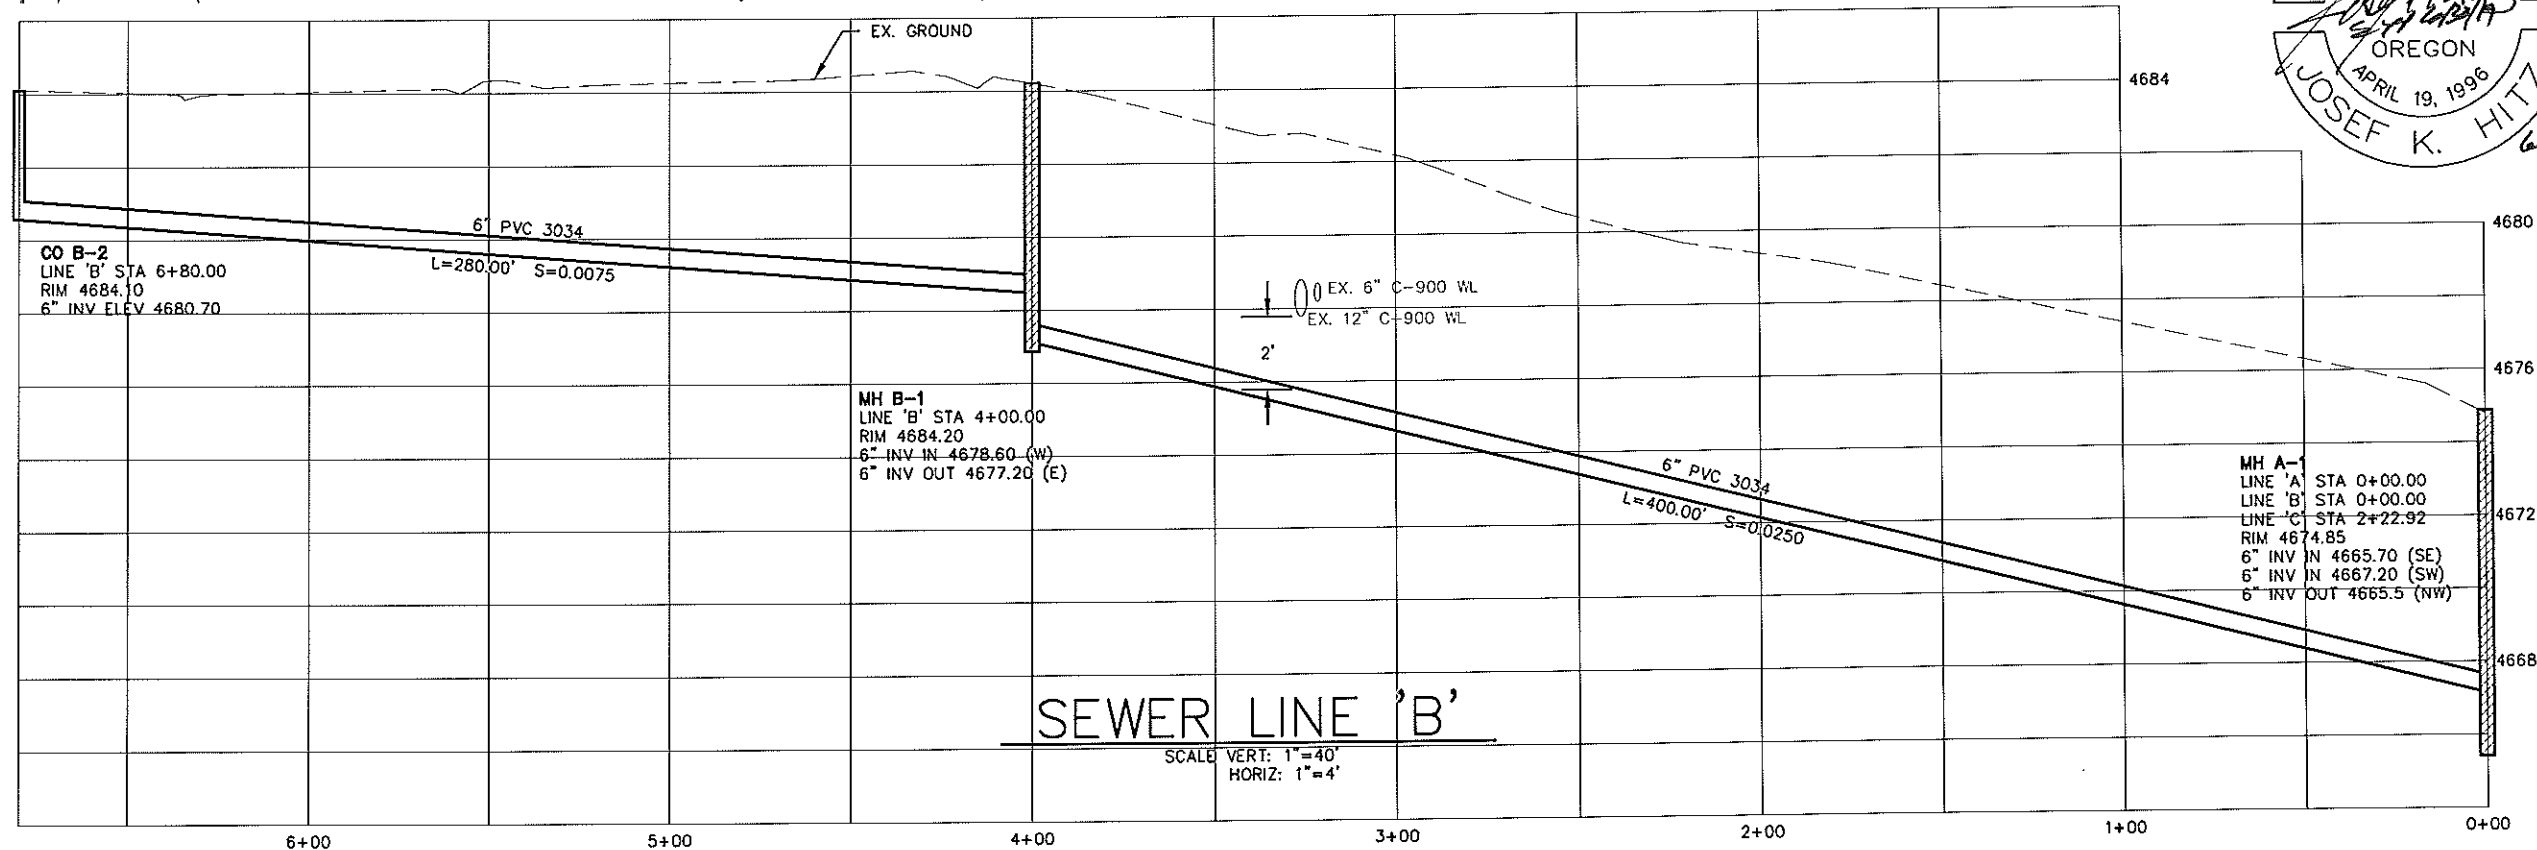 EX. GROUND
OREGON
APRIL 19, 1996
JOSEF K.
4684
4680
6" PVC 3034
L=280.00' S=0.0075
CO B-2
LINE 'B' STA 6+80.00
RIM 4684.10
6" INV ELEV 4680.70
EX. 6" C-900 WL
EX. 12" C-900 WL
2'
4676
MH B-1
LINE 'B' STA 4+00.00
RIM 4684.20
6" INV IN 4678.60 (W)
6" INV OUT 4677.20 (E)
6" PVC 3034
L=400.00' S=0.0250
MH A-1
LINE 'A' STA 0+00.00
LINE 'B' STA 0+00.00
LINE 'C' STA 2+22.92
RIM 4674.85
6" INV IN 4665.70 (SE)
6" INV IN 4667.20 (SW)
6" INV OUT 4665.5 (NW)
4672
4668
SEWER LINE 'B'
SCALE VERT: 1"=40'
HORIZ: 1"=4'
6+00
5+00
4+00
3+00
2+00
1+00
0+00